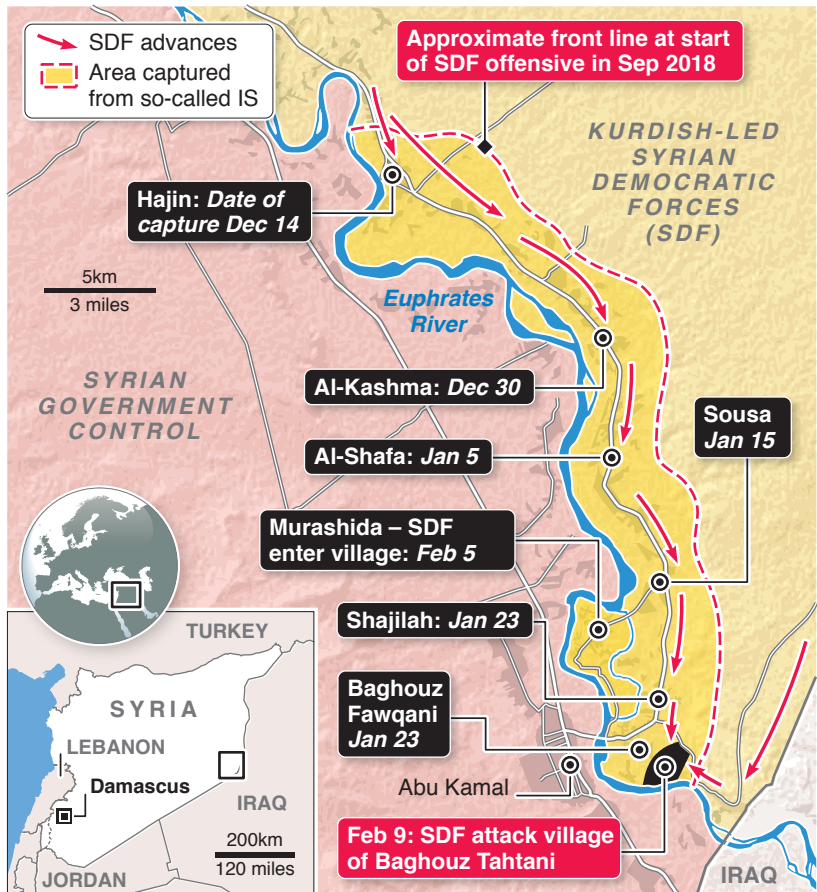 SDF advances
Area captured
from so-called IS
Approximate front line at start
of SDF offensive in Sep 2018
KURDISH-LED
SYRIAN
DEMOCRATIC
FORCES
(SDF)
Hajin: Date of
capture Dec 14
5km
3 miles
Euphrates
River
SYRIAN
GOVERNMENT
CONTROL
Al-Kashma: Dec 30
Sousa
Jan 15
Al-Shafa: Jan 5
Murashida – SDF
enter village: Feb 5
Shajilah: Jan 23
Baghouz
Fawqani
Jan 23
Abu Kamal
Feb 9: SDF attack village
of Baghouz Tahtani
IRAQ
TURKEY
SYRIA
LEBANON
Damascus
IRAQ
200km
120 miles
JORDAN